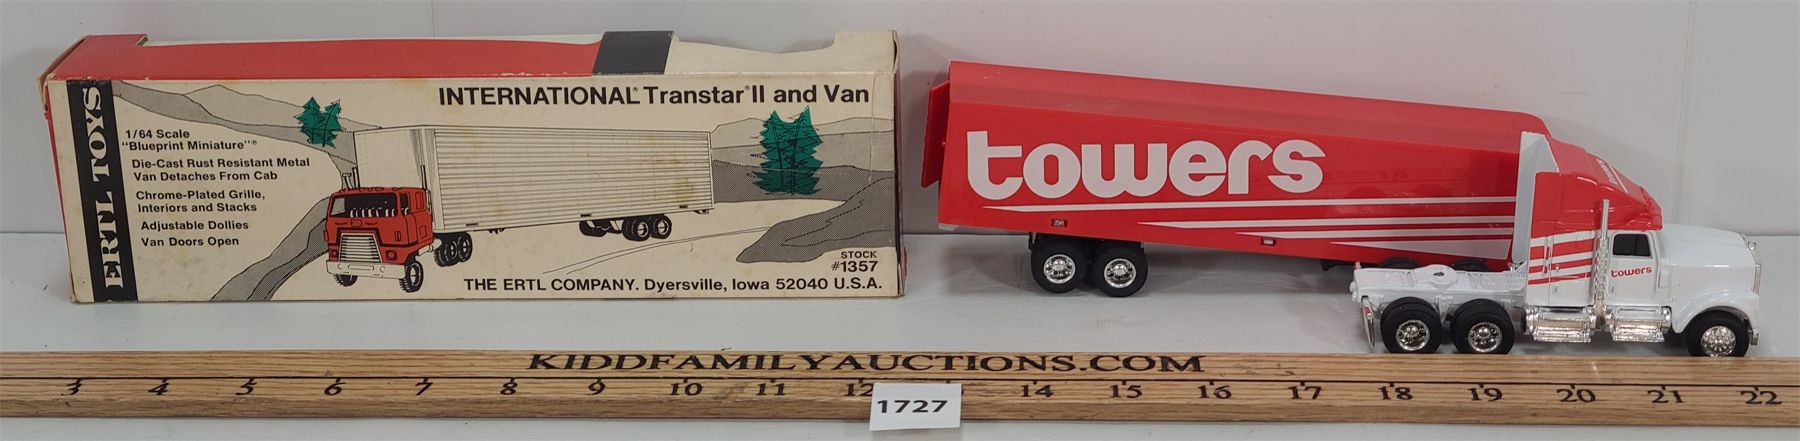 ERTL TOYS
INTERNATIONAL® Transtar® II and Van
1/64 Scale
"Blueprint Miniature"®
Die-Cast Rust Resistant Metal
Van Detaches From Cab
Chrome-Plated Grille,
Interiors and Stacks
Adjustable Dollies
Van Doors Open
STOCK
#1357
THE ERTL COMPANY. Dyersville, Iowa 52040 U.S.A.
towers
towers
KIDDFAMILYAUCTIONS.COM
3 4 5 6 7 8 9 10 11 12 14 15 16 17 18 19 20 21 22
1727